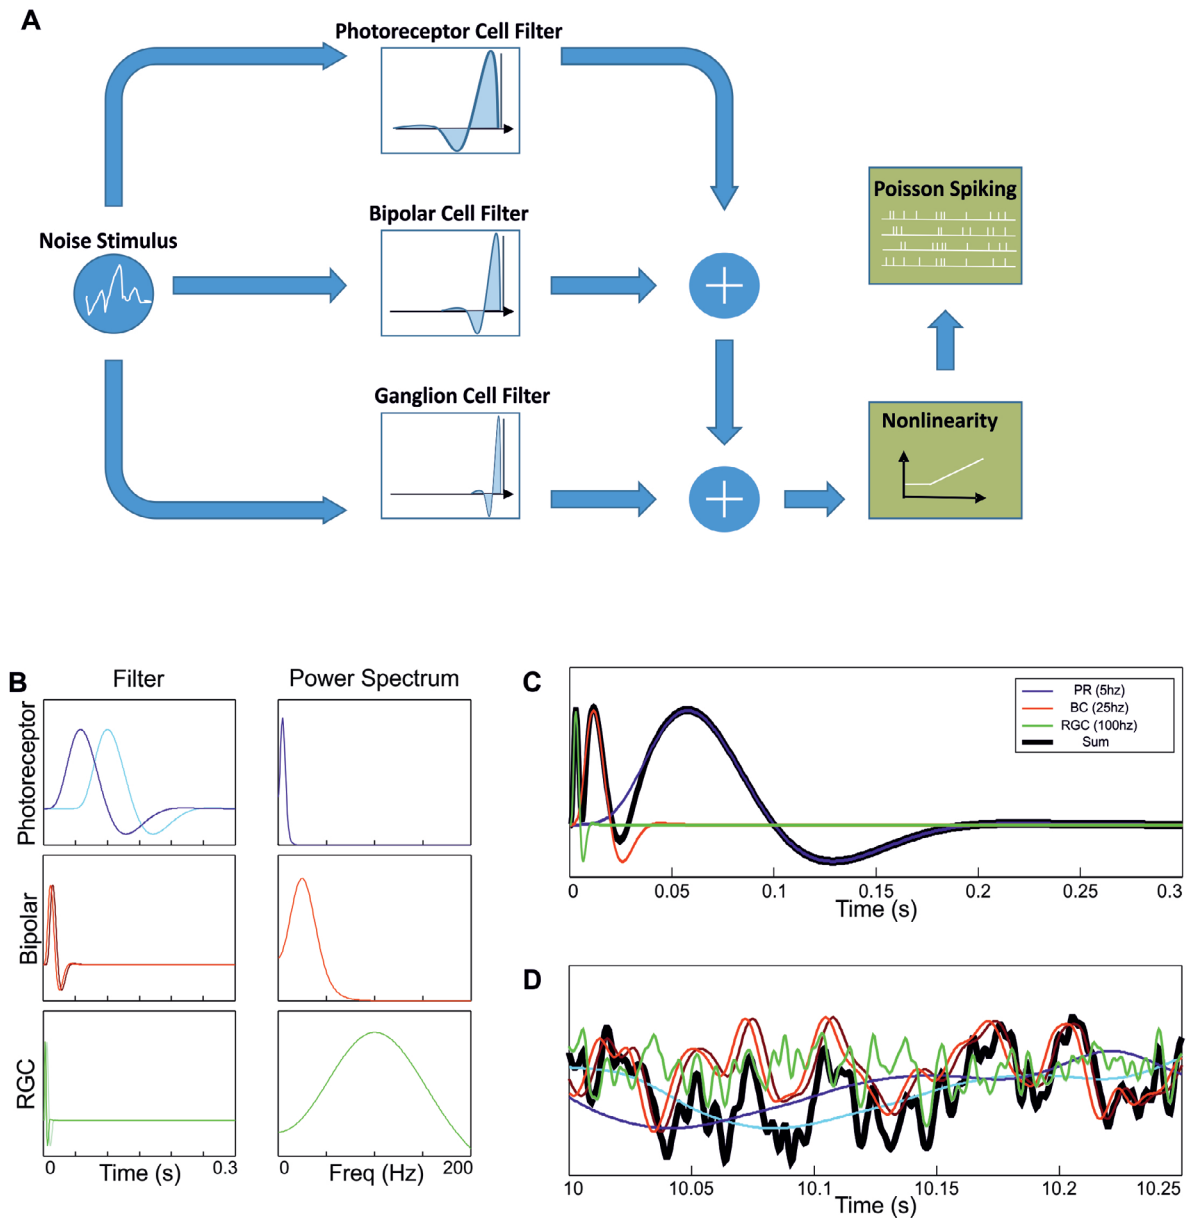 A
Photoreceptor Cell Filter
Bipolar Cell Filter
Poisson Spiking
Noise Stimulus
Ganglion Cell Filter
Nonlinearity
B
Filter
Power Spectrum
Photoreceptor
Bipolar
RGC
0 0.3
Time (s)
0 200
Freq (Hz)
C
PR (5hz)
BC (25hz)
RGC (100hz)
Sum
0 0.05 0.1 0.15 0.2 0.25 0.3
Time (s)
D
10 10.05 10.1 10.15 10.2 10.25
Time (s)